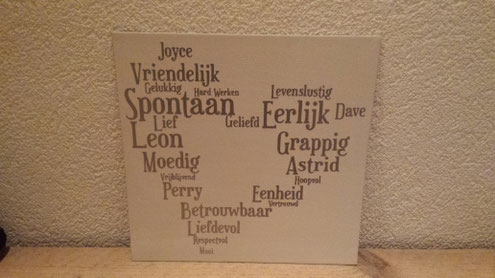 Joyce
Vriendelijk
Gelukkig Hard Werken Levenslustig
Spontaan Eerlijk Dave
Lief Geliefd
Leon Grappig
Moedig Astrid
Vrijblijvend Hoopvol
Perry Eenheid
Vertrouwd
Betrouwbaar
Liefdevol
Respectvol
Mooi